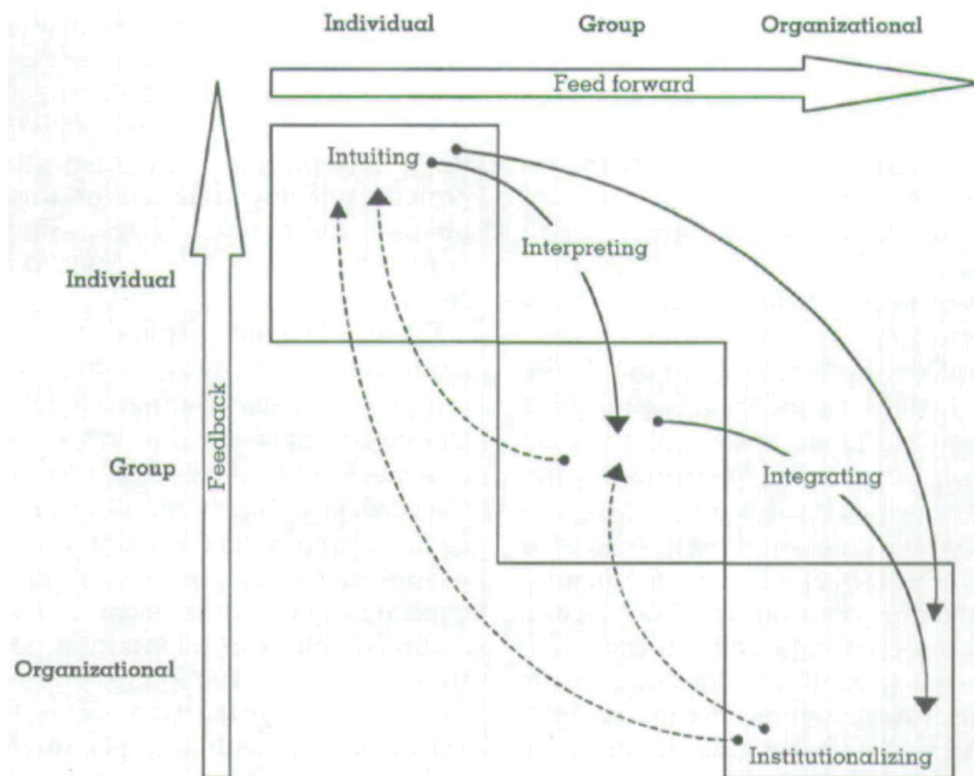 Individual Group Organizational
Feed forward
Intuiting
Interpreting
Individual
Feedback
Group
Integrating
Organizational
Institutionalizing